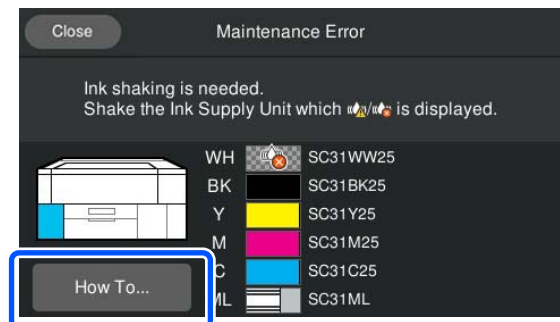 Close
Maintenance Error
Ink shaking is needed.
Shake the Ink Supply Unit which / is displayed.
WH SC31WW25
BK SC31BK25
Y SC31Y25
M SC31M25
C SC31C25
ML SC31ML
How To...